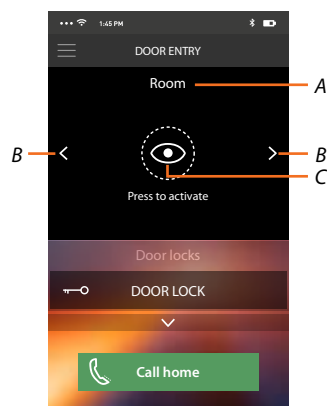 1:45 PM
DOOR ENTRY
Room
A
B
B
C
Press to activate
Door locks
DOOR LOCK
Call home